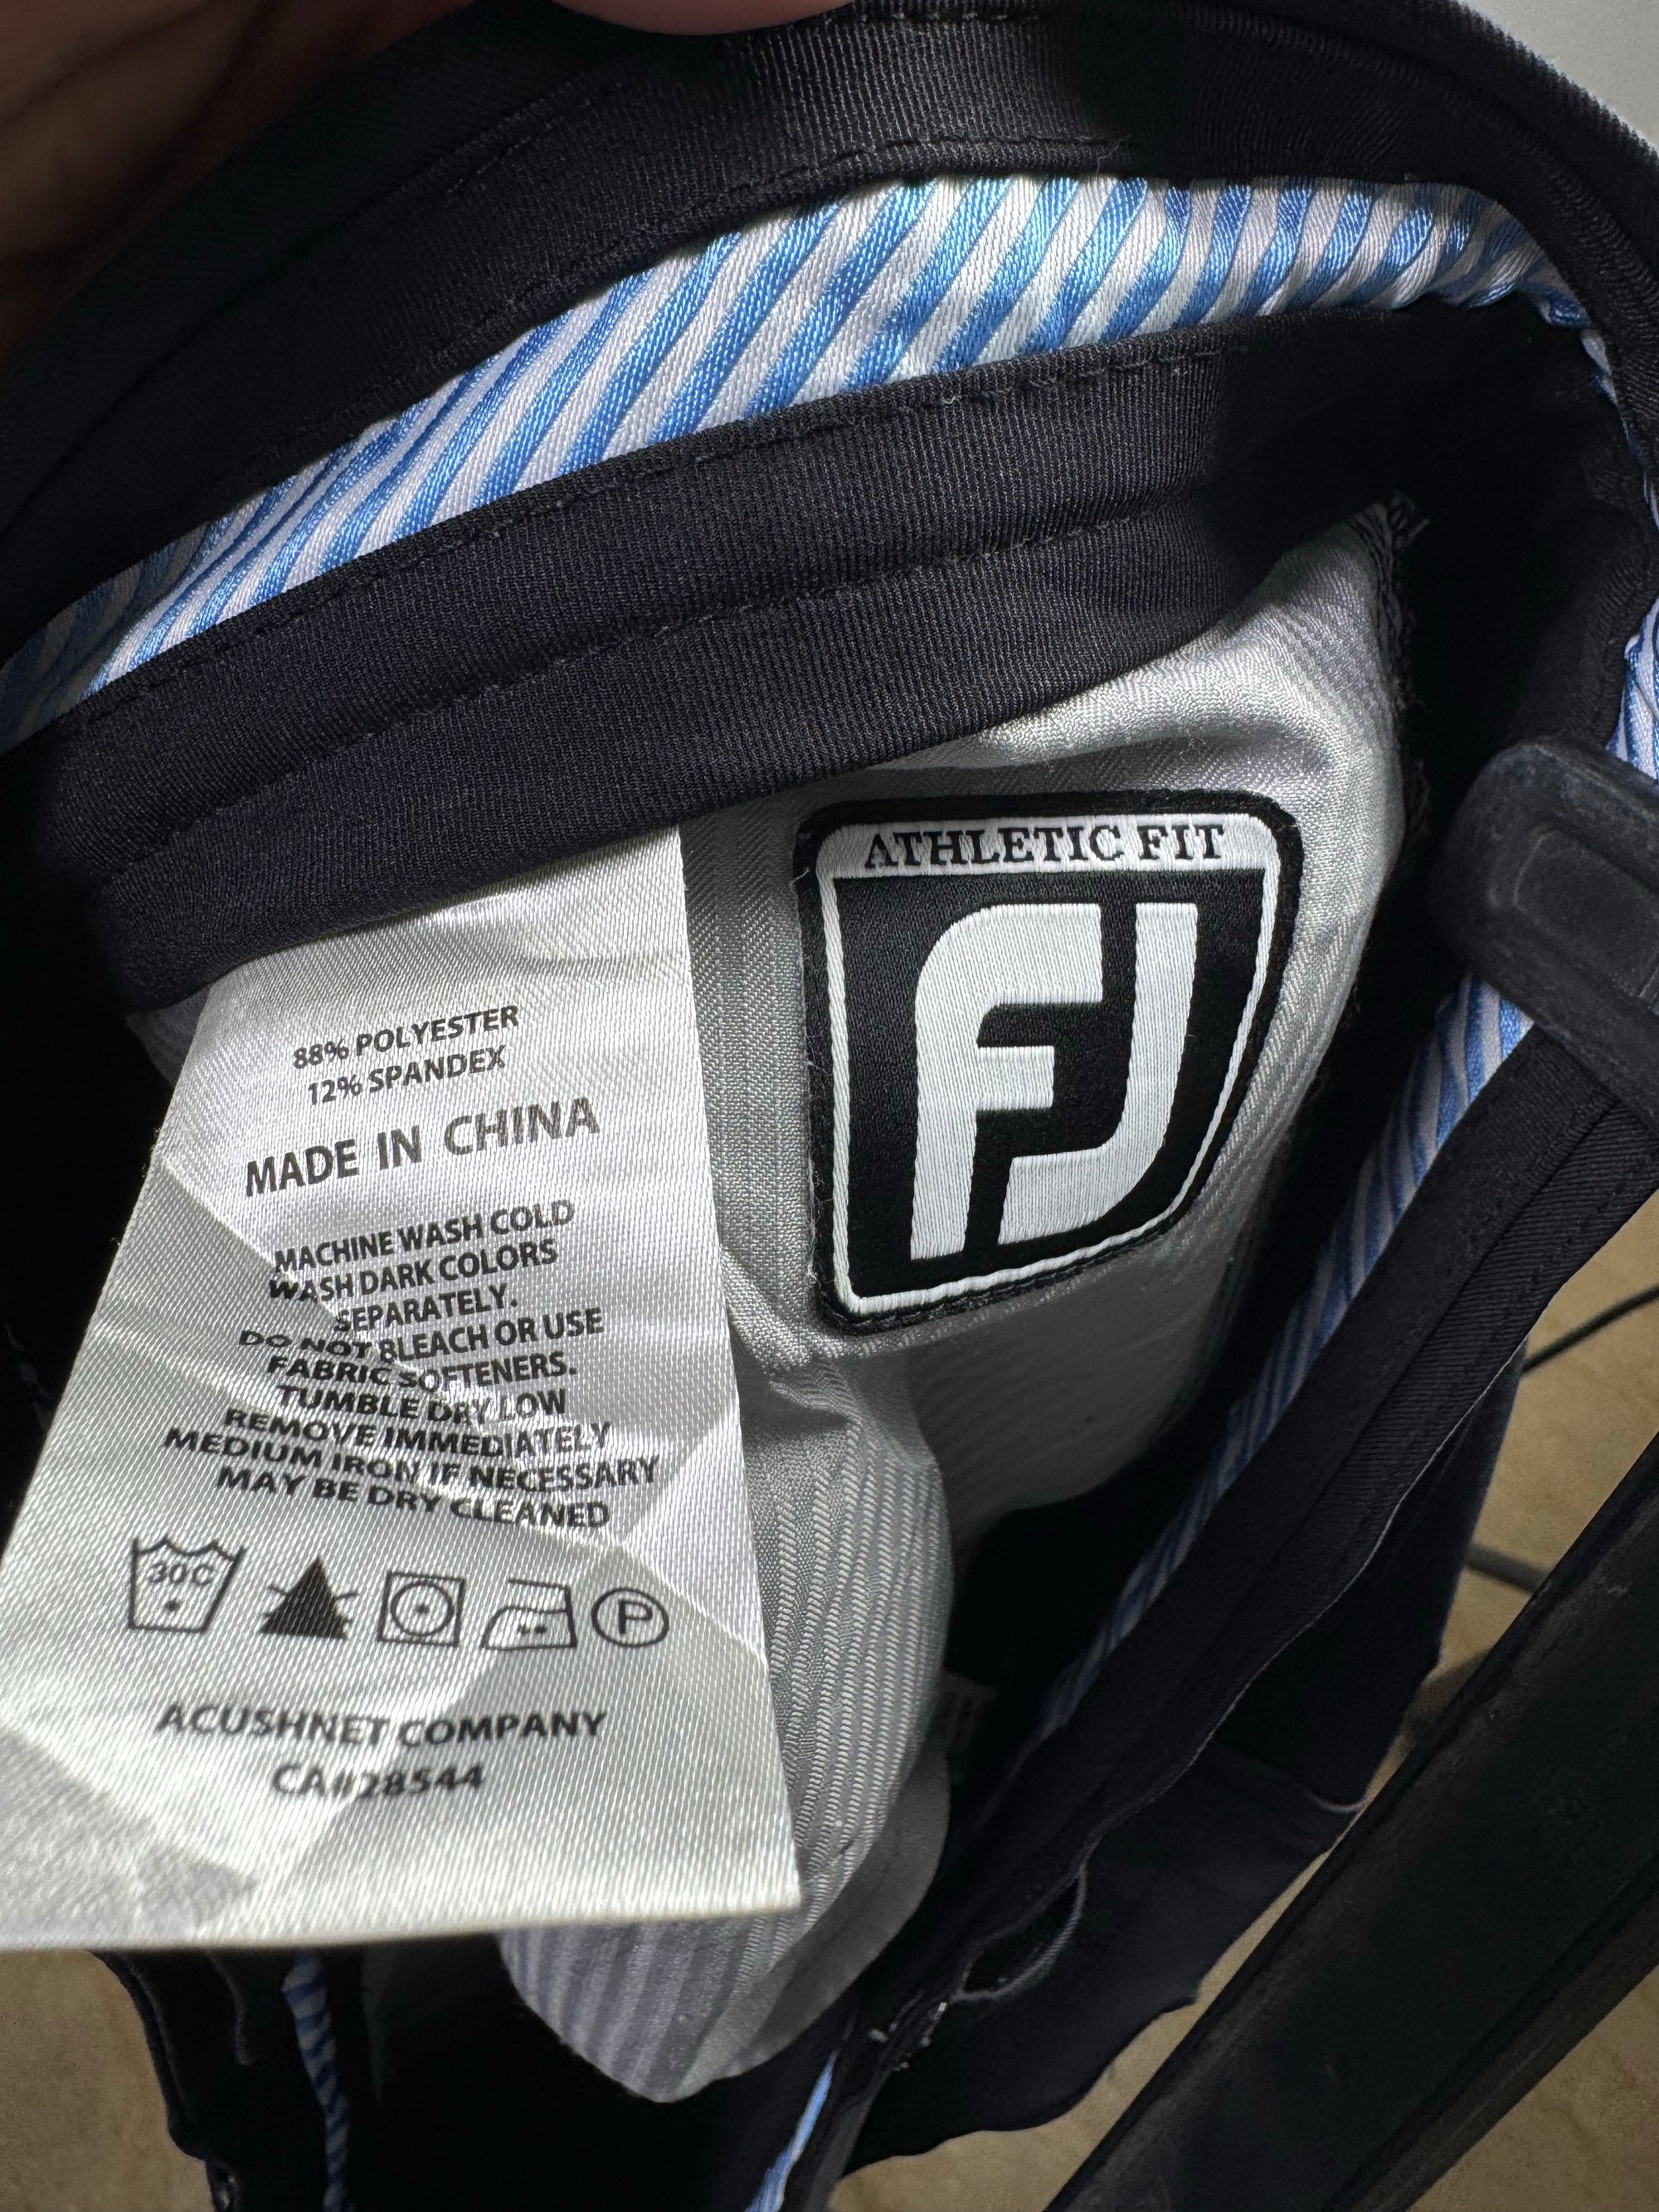 ATHLETIC FIT
FJ
88% POLYESTER
12% SPANDEX
MADE IN CHINA
MACHINE WASH COLD
WASH DARK COLORS
SEPARATELY.
DO NOT BLEACH OR USE
FABRIC SOFTENERS.
TUMBLE DRY LOW
REMOVE IMMEDIATELY
MEDIUM IRON IF NECESSARY
MAY BE DRY CLEANED
30°C
P
ACUSHNET COMPANY
CA#28544